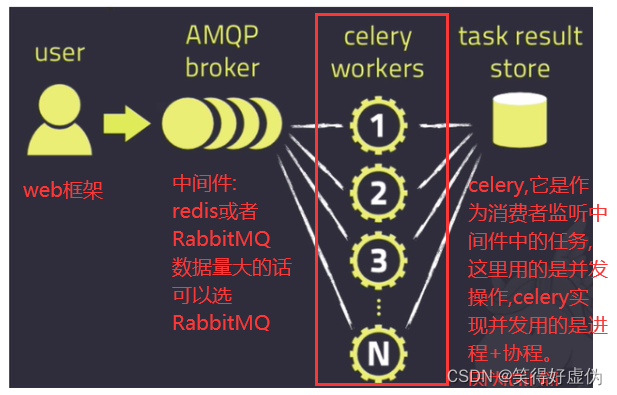 user
AMQP
broker
celery
workers
task result
store
1
2
3
N
web框架
中间件:
redis或者
RabbitMQ
数据量大的话
可以选
RabbitMQ
celery,它是作
为消费者监听中
间件中的任务,
这里用的是并发
操作,celery实
现并发用的是进
程+协程。
CSDN @笑得好虚伪